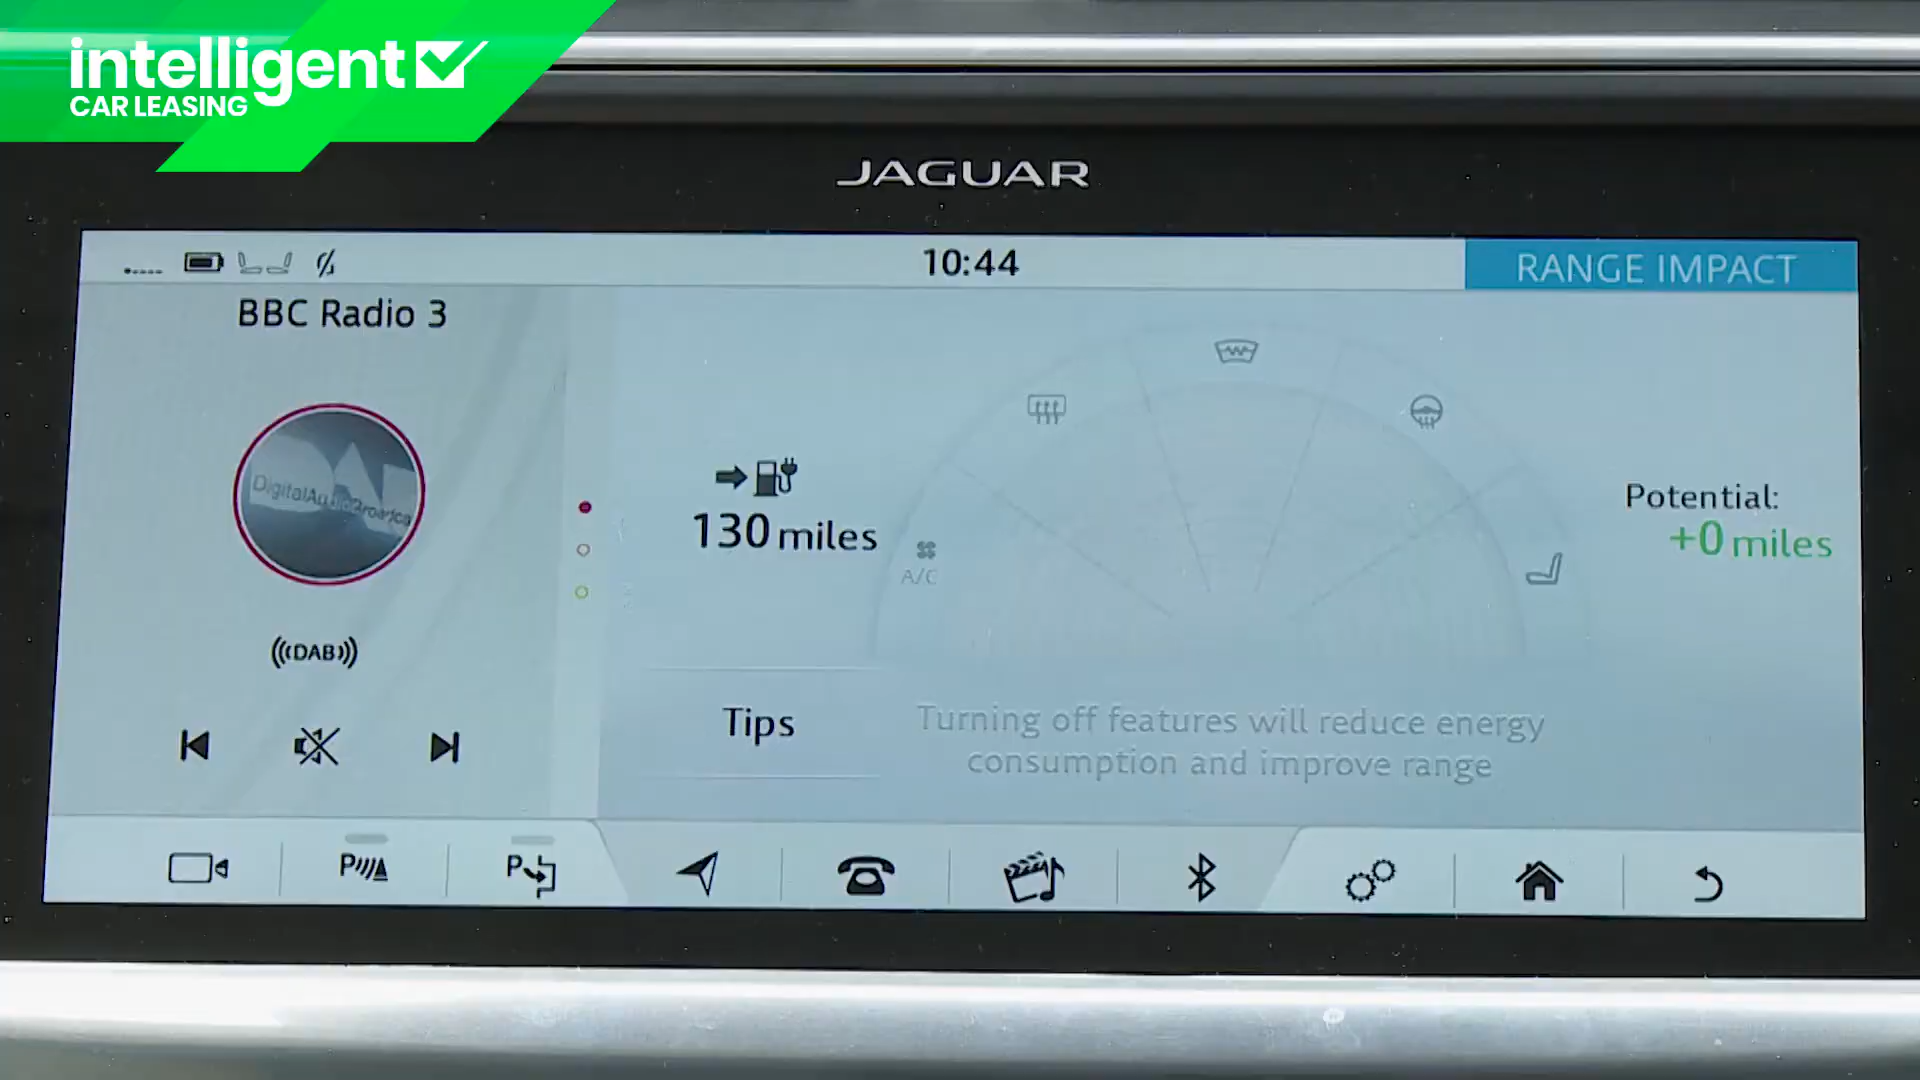 intelligent
CAR LEASING
JAGUAR
10:44
RANGE IMPACT
BBC Radio 3
DAB
130 miles
A/C
Potential:
+0 miles
Tips
Turning off features will reduce energy
consumption and improve range
P
P